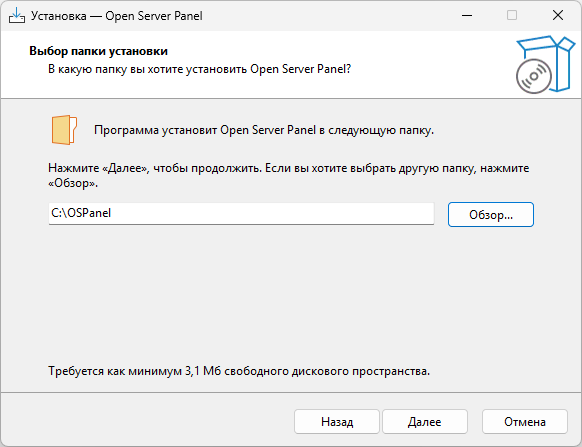 Установка — Open Server Panel
Выбор папки установки
В какую папку вы хотите установить Open Server Panel?
Программа установит Open Server Panel в следующую папку.
Нажмите «Далее», чтобы продолжить. Если вы хотите выбрать другую папку, нажмите
«Обзор».
C:\OSPanel
Обзор...
Требуется как минимум 3,1 Мб свободного дискового пространства.
Назад
Далее
Отмена